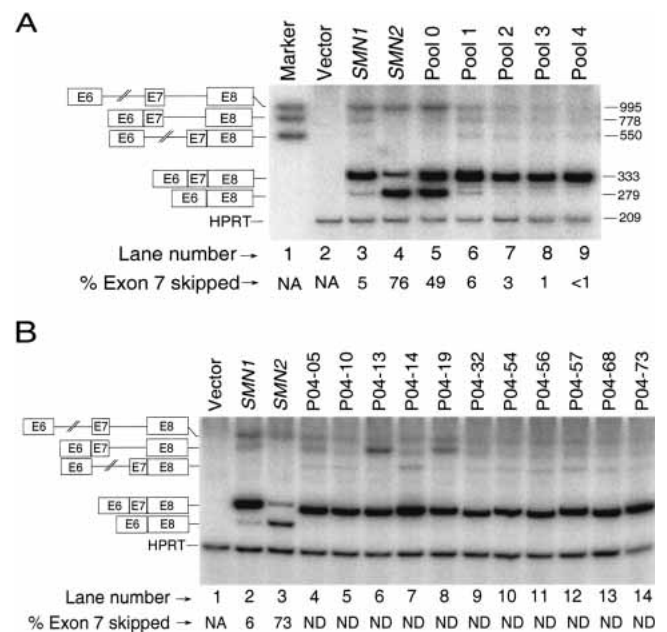 A
Marker Vector SMN1 SMN2 Pool 0 Pool 1 Pool 2 Pool 3 Pool 4
E6 E7 E8
E6 E7 E8
E6 E7 E8
E6 E7 E8
E6 E8
HPRT
995
778
550
333
279
209
Lane number → 1 2 3 4 5 6 7 8 9
% Exon 7 skipped → NA NA 5 76 49 6 3 1 <1
B
Vector SMN1 SMN2 P04-05 P04-10 P04-13 P04-14 P04-19 P04-32 P04-54 P04-56 P04-57 P04-68 P04-73
E6 E7 E8
E6 E7 E8
E6 E7 E8
E6 E7 E8
E6 E8
HPRT
Lane number → 1 2 3 4 5 6 7 8 9 10 11 12 13 14
% Exon 7 skipped → NA 6 73 ND ND ND ND ND ND ND ND ND ND ND